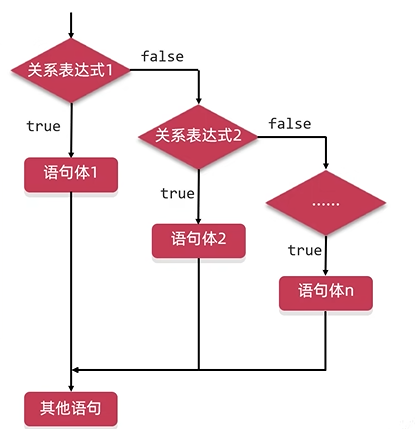 false
关系表达式1
true
false
关系表达式2
语句体1
true
......
语句体2
true
语句体n
其他语句